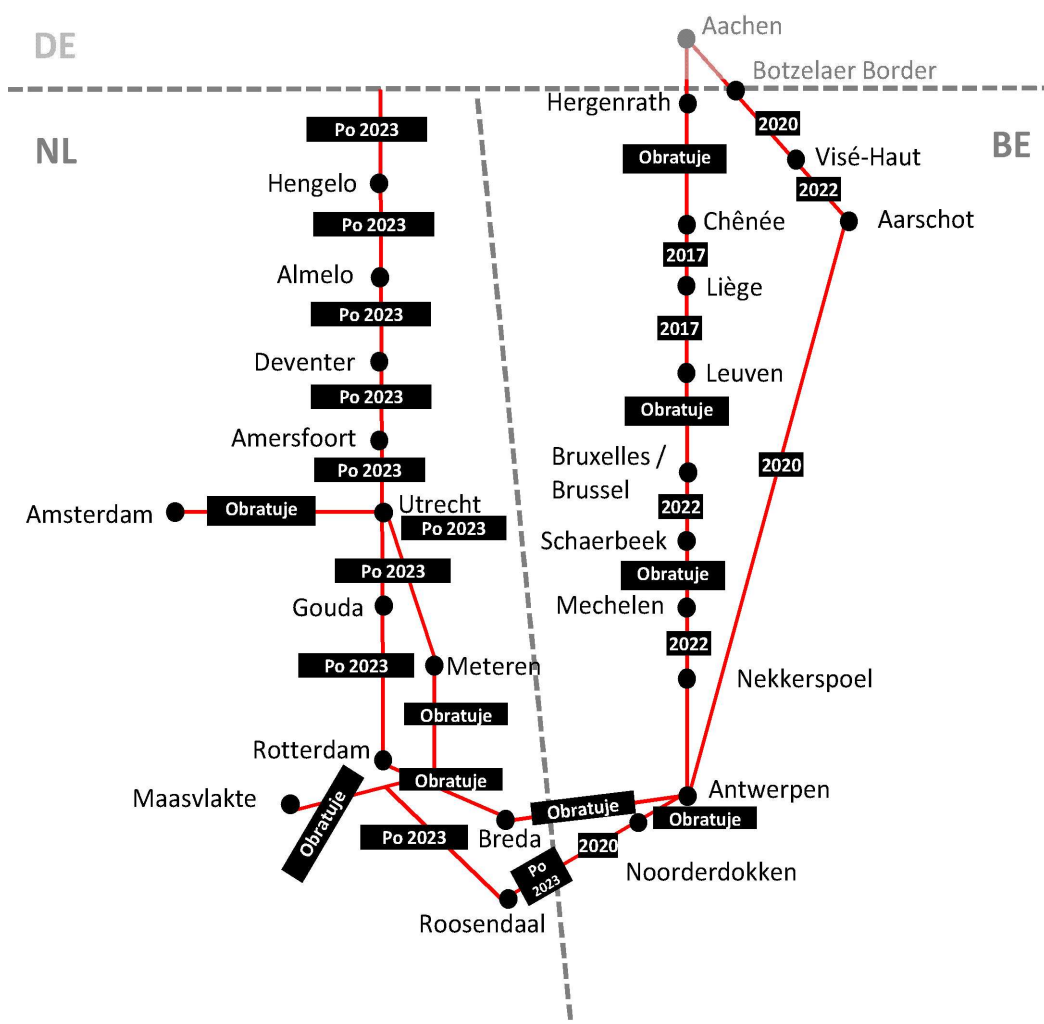 DE
Aachen
Botzelaer Border
Hergenrath
NL
BE
Po 2023
2020
Obratuje
Visé-Haut
Hengelo
2022
Po 2023
Chênée
Aarschot
2017
Almelo
Liège
Po 2023
2017
Deventer
Leuven
Po 2023
Obratuje
Amersfoort
Bruxelles /
Brussel
Po 2023
2020
Amsterdam
Obratuje
Utrecht
Po 2023
2022
Schaerbeek
Po 2023
Obratuje
Gouda
Mechelen
Po 2023
2022
Meteren
Nekkerspoel
Obratuje
Rotterdam
Obratuje
Maasvlakte
Obratuje
Antwerpen
Obratuje
Obratuje
Po 2023
Breda
2020
Noorderdokken
Po
2023
Roosendaal